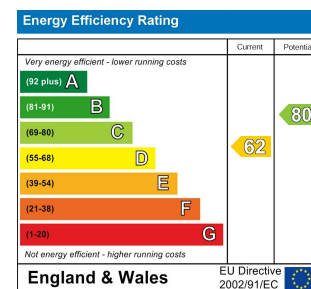 Energy Efficiency Rating
Current Potentia
Very energy efficient - lower running costs
(92 plus) A
(81-91) B
80
(69-80) C
62
(55-68) D
(39-54) E
(21-38) F
(1-20) G
Not energy efficient - higher running costs
England & Wales
EU Directive
2002/91/EC